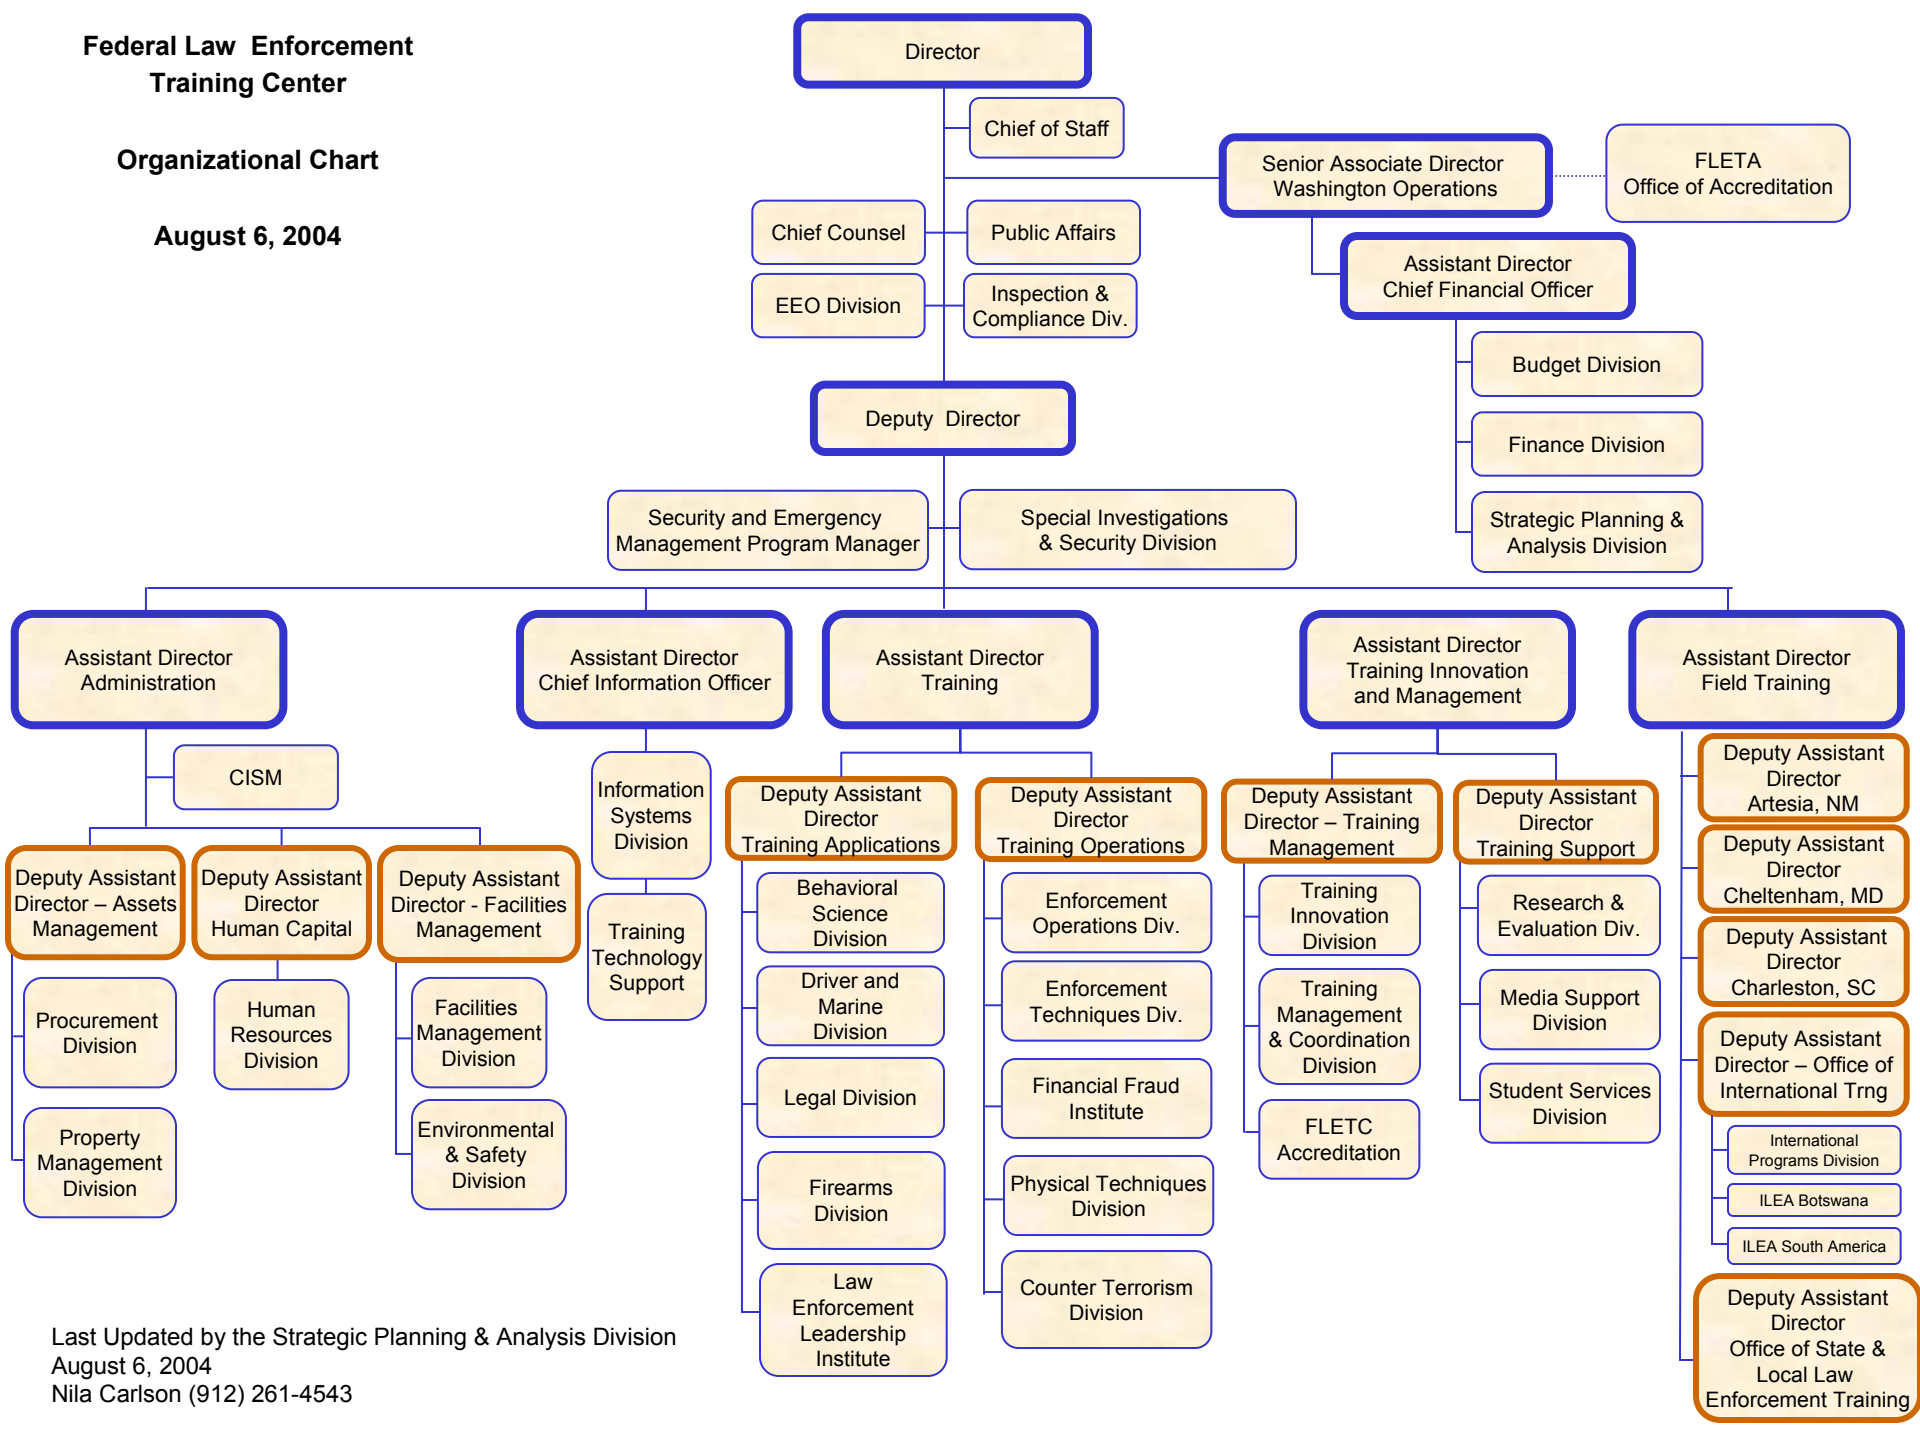 Federal Law Enforcement
Training Center
Organizational Chart
August 6, 2004
Director
Chief of Staff
Senior Associate Director
Washington Operations
FLETA
Office of Accreditation
Chief Counsel
Public Affairs
Assistant Director
Chief Financial Officer
EEO Division
Inspection &
Compliance Div.
Budget Division
Finance Division
Strategic Planning &
Analysis Division
Deputy Director
Security and Emergency
Management Program Manager
Special Investigations
& Security Division
Assistant Director
Administration
Assistant Director
Chief Information Officer
Assistant Director
Training
Assistant Director
Training Innovation
and Management
Assistant Director
Field Training
CISM
Deputy Assistant
Director – Assets
Management
Procurement
Division
Property
Management
Division
Deputy Assistant
Director
Human Capital
Human
Resources
Division
Deputy Assistant
Director - Facilities
Management
Facilities
Management
Division
Environmental
& Safety
Division
Information
Systems
Division
Training
Technology
Support
Deputy Assistant
Director
Training Applications
Behavioral
Science
Division
Driver and
Marine
Division
Legal Division
Firearms
Division
Law
Enforcement
Leadership
Institute
Deputy Assistant
Director
Training Operations
Enforcement
Operations Div.
Enforcement
Techniques Div.
Financial Fraud
Institute
Physical Techniques
Division
Counter Terrorism
Division
Deputy Assistant
Director – Training
Management
Training
Innovation
Division
Training
Management
& Coordination
Division
FLETC
Accreditation
Deputy Assistant
Director
Training Support
Research &
Evaluation Div.
Media Support
Division
Student Services
Division
Deputy Assistant
Director
Artesia, NM
Deputy Assistant
Director
Cheltenham, MD
Deputy Assistant
Director
Charleston, SC
Deputy Assistant
Director – Office of
International Trng
International
Programs Division
ILEA Botswana
ILEA South America
Deputy Assistant
Director
Office of State &
Local Law
Enforcement Training
Last Updated by the Strategic Planning & Analysis Division
August 6, 2004
Nila Carlson (912) 261-4543